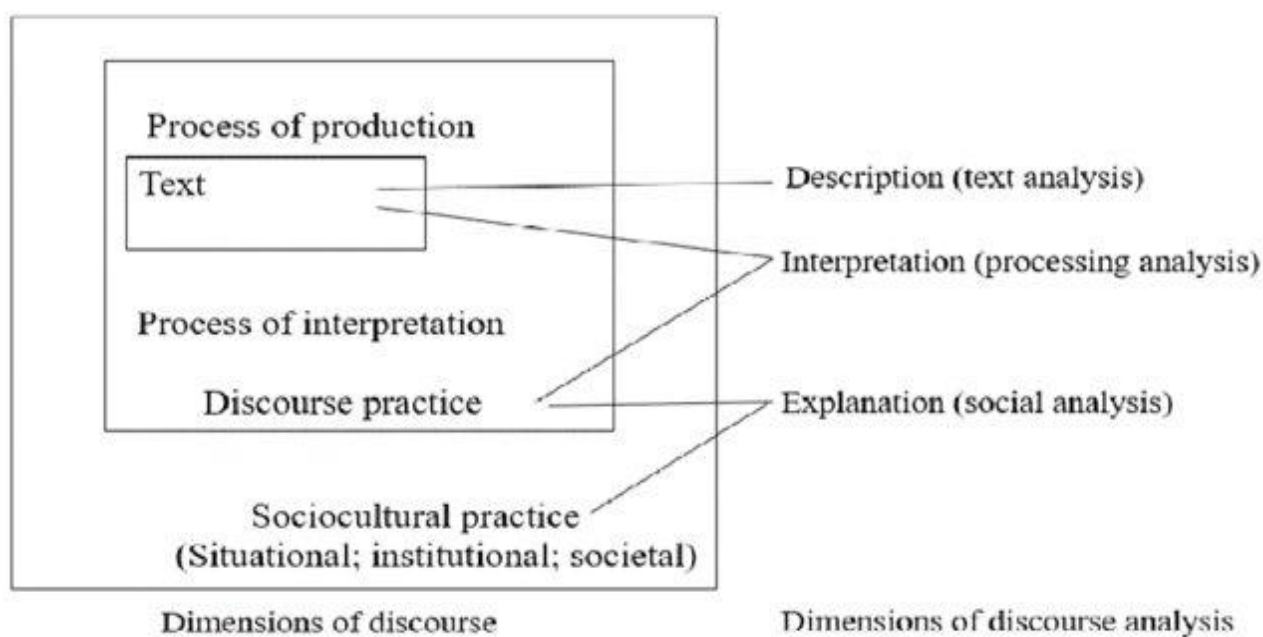 Process of production
Text
Description (text analysis)
Interpretation (processing analysis)
Process of interpretation
Discourse practice
Explanation (social analysis)
Sociocultural practice
(Situational; institutional; societal)
Dimensions of discourse
Dimensions of discourse analysis